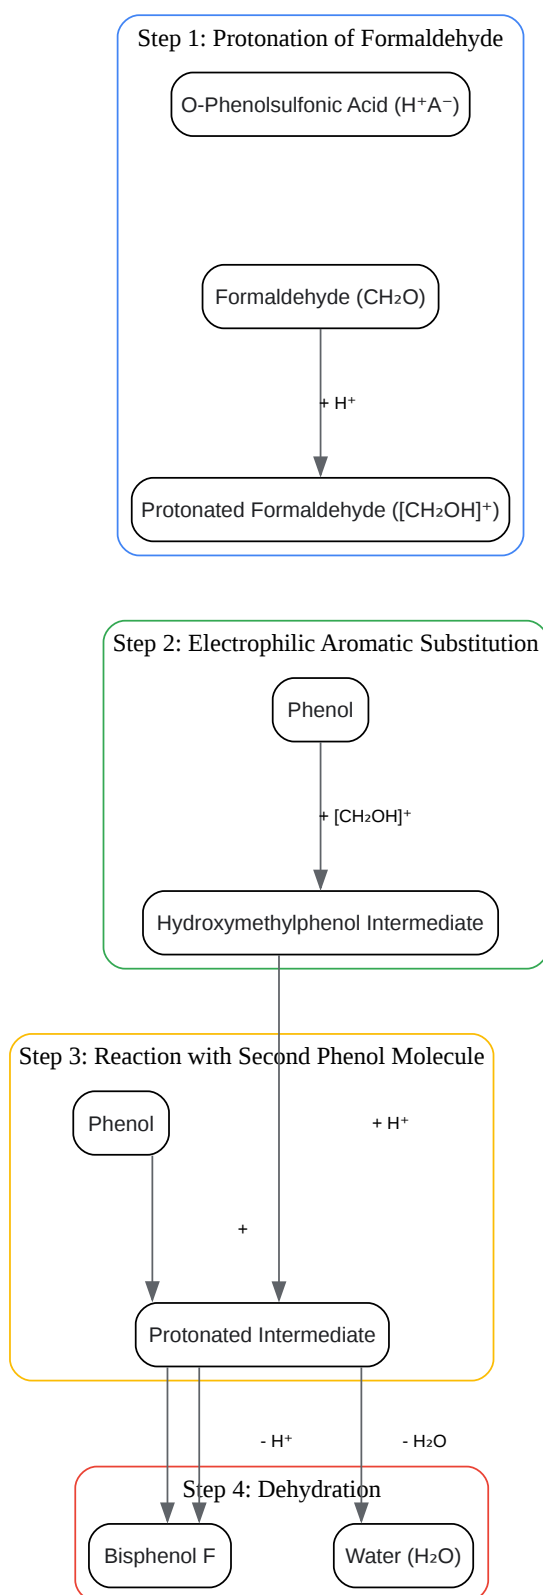 Step 1: Protonation of Formaldehyde
O-Phenolsulfonic Acid (H⁺A⁻)
Formaldehyde (CH₂O)
+ H⁺
Protonated Formaldehyde ([CH₂OH]⁺)
Step 2: Electrophilic Aromatic Substitution
Phenol
+ [CH₂OH]⁺
Hydroxymethylphenol Intermediate
Step 3: Reaction with Second Phenol Molecule
Phenol
+ H⁺
+
Protonated Intermediate
- H⁺
- H₂O
Step 4: Dehydration
Bisphenol F
Water (H₂O)